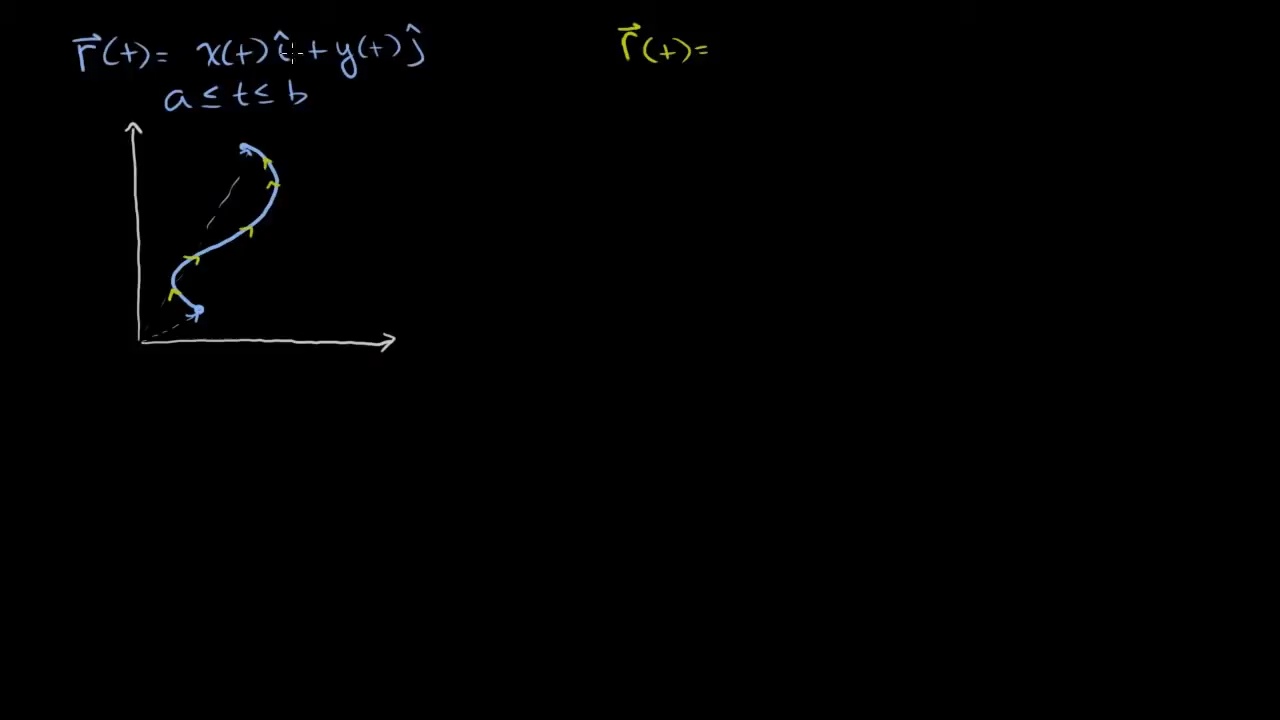 r⃗(t)= x(t)î + y(t)ĵ
a ≤ t ≤ b
r⃗(t)=